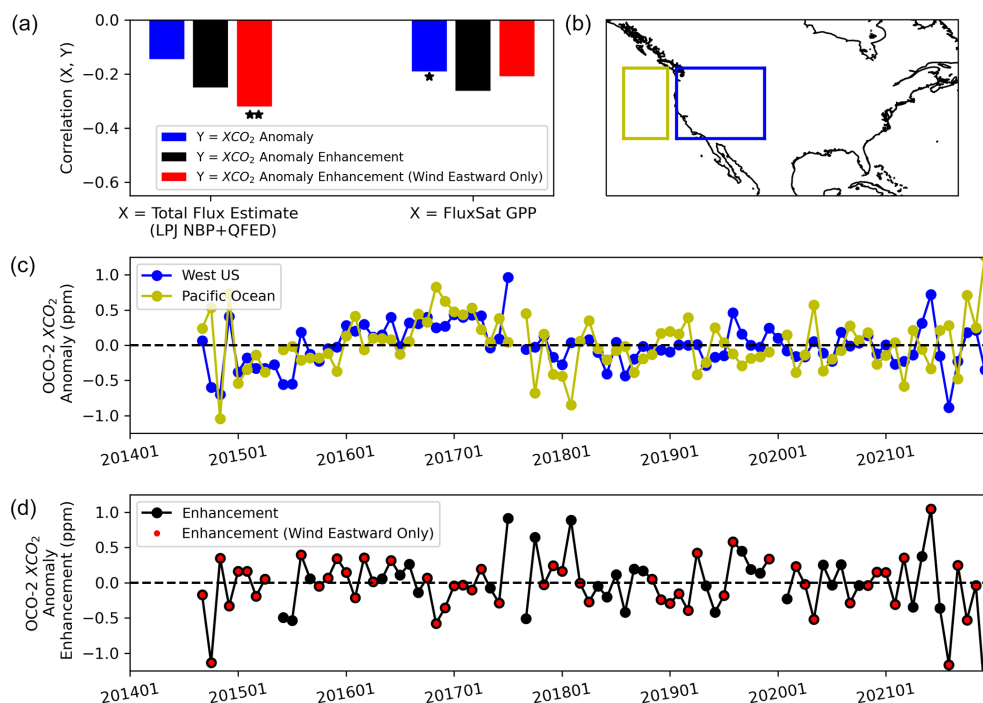 (a)
0.0
−0.2
−0.4
−0.6
Correlation (X, Y)
Y = XCO2 Anomaly
Y = XCO2 Anomaly Enhancement
Y = XCO2 Anomaly Enhancement (Wind Eastward Only)
X = Total Flux Estimate
(LPJ NBP+QFED)
X = FluxSat GPP
(b)
(c)
OCO-2 XCO2
Anomaly (ppm)
1.0
0.5
0.0
−0.5
−1.0
West US
Pacific Ocean
201401
201501
201601
201701
201801
201901
202001
202101
(d)
OCO-2 XCO2
Anomaly
Enhancement (ppm)
1.0
0.5
0.0
−0.5
−1.0
Enhancement
Enhancement (Wind Eastward Only)
201401
201501
201601
201701
201801
201901
202001
202101